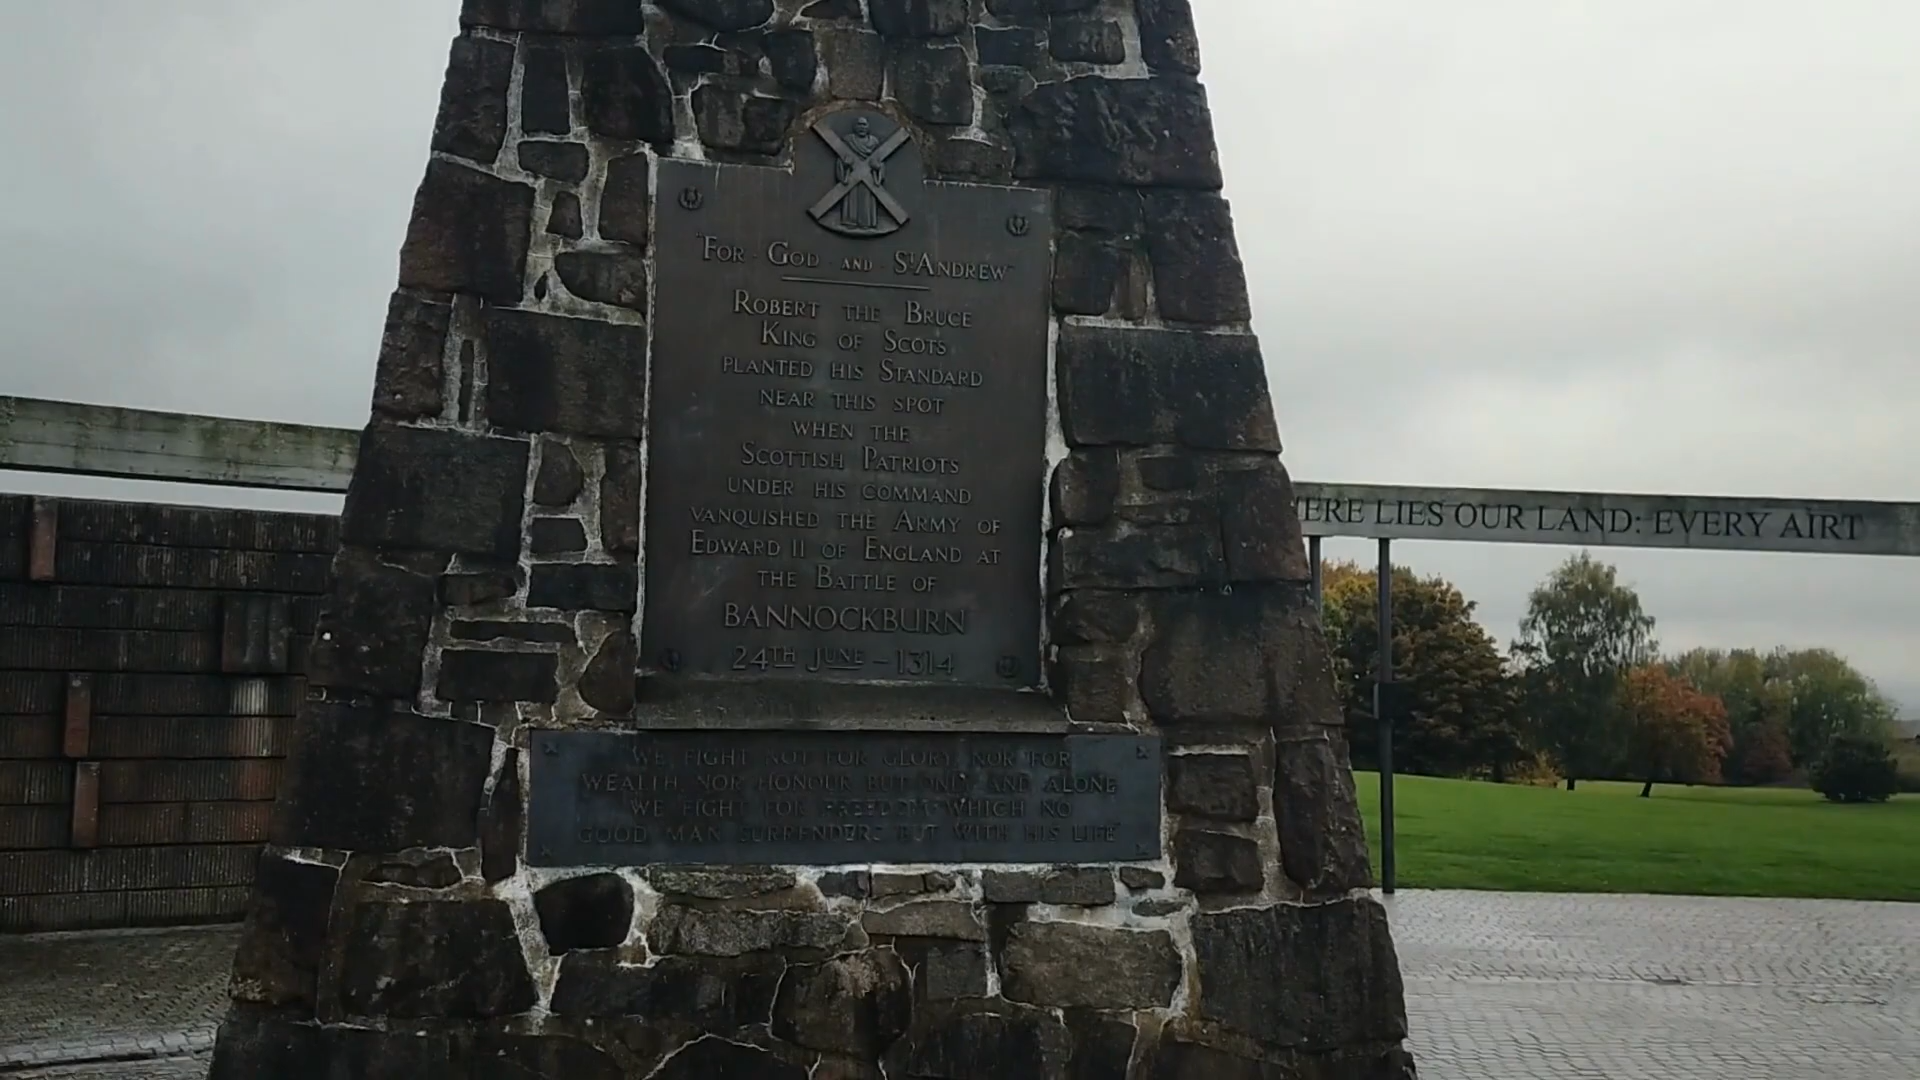 "FOR · GOD · AND · ST ANDREW"
ROBERT THE BRUCE
KING OF SCOTS
PLANTED HIS STANDARD
NEAR THIS SPOT
WHEN THE
SCOTTISH PATRIOTS
UNDER HIS COMMAND
VANQUISHED THE ARMY OF
EDWARD II OF ENGLAND AT
THE BATTLE OF
BANNOCKBURN
24TH JUNE – 1314
WE FIGHT NOT FOR GLORY NOR FOR
WEALTH NOR HONOUR BUT ONLY AND ALONE
WE FIGHT FOR FREEDOM WHICH NO
GOOD MAN SURRENDERS BUT WITH HIS LIFE"
ERE LIES OUR LAND: EVERY AIRT